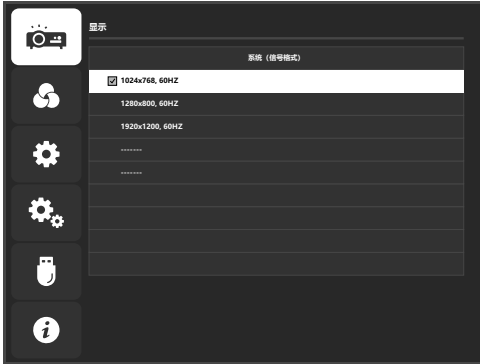 显示
系统（信号格式）
1024x768, 60HZ
1280x800, 60HZ
1920x1200, 60HZ
-------
-------